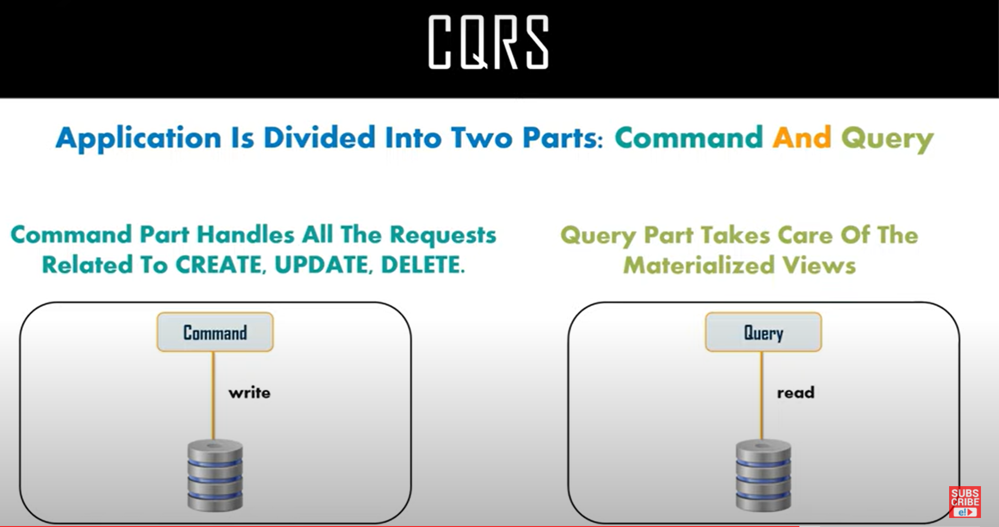 CQRS
Application Is Divided Into Two Parts: Command And Query
Command Part Handles All The Requests
Related To CREATE, UPDATE, DELETE.
Query Part Takes Care Of The
Materialized Views
Command
write
Query
read
SUBS
CRIBE
e!